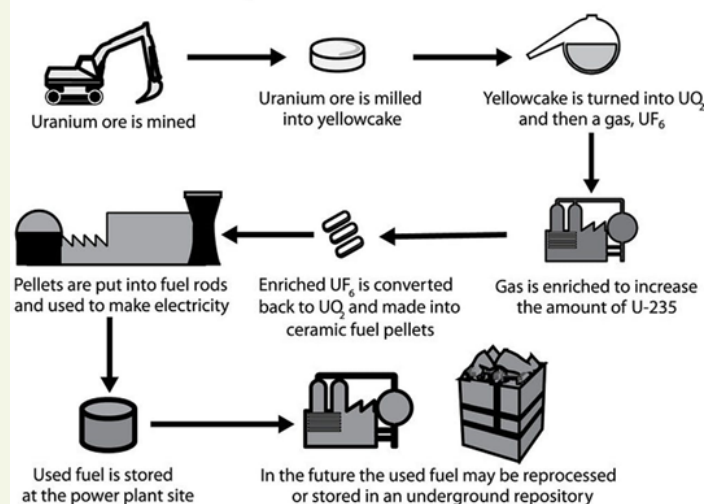 Uranium ore is mined
Uranium ore is milled
into yellowcake
Yellowcake is turned into UO₂
and then a gas, UF₆
Pellets are put into fuel rods
and used to make electricity
Enriched UF₆ is converted
back to UO₂ and made into
ceramic fuel pellets
Gas is enriched to increase
the amount of U-235
Used fuel is stored
at the power plant site
In the future the used fuel may be reprocessed
or stored in an underground repository